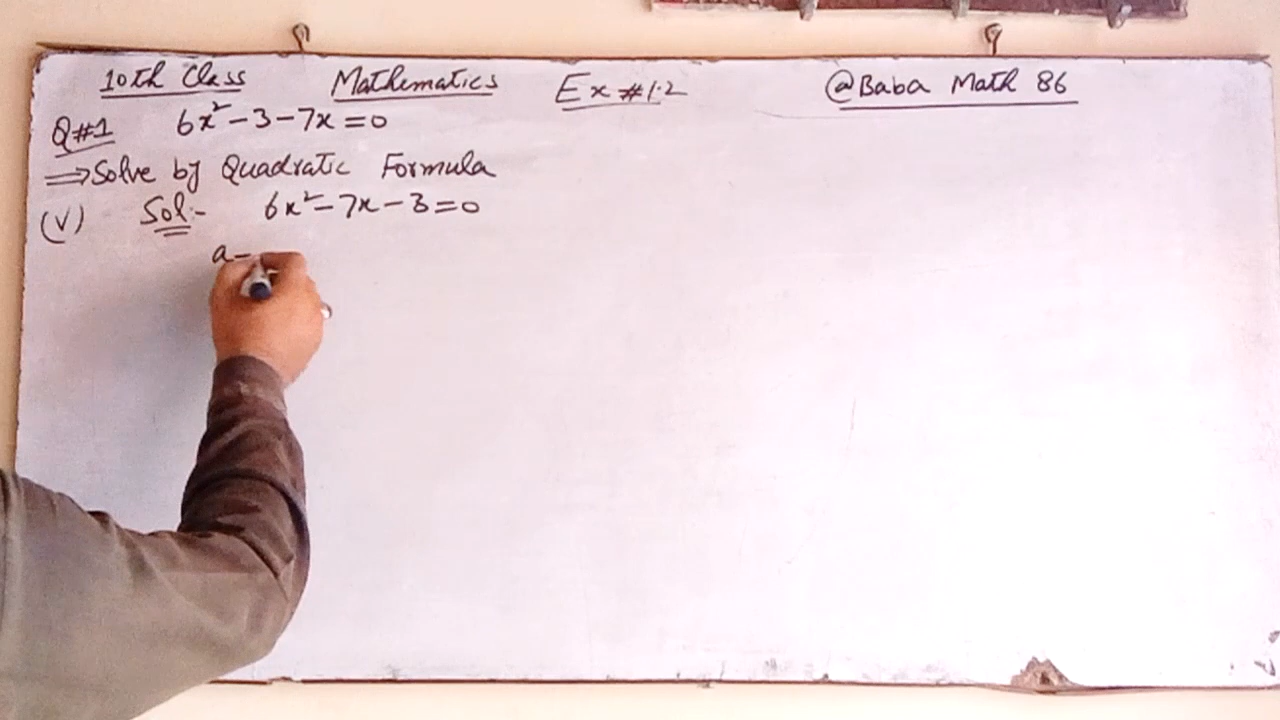 10th Class Mathematics Ex #1.2 @Baba Math 86
Q#1 6x²-3-7x=0
⇒Solve by Quadratic Formula
(V) Sol:- 6x²-7x-3=0
a=